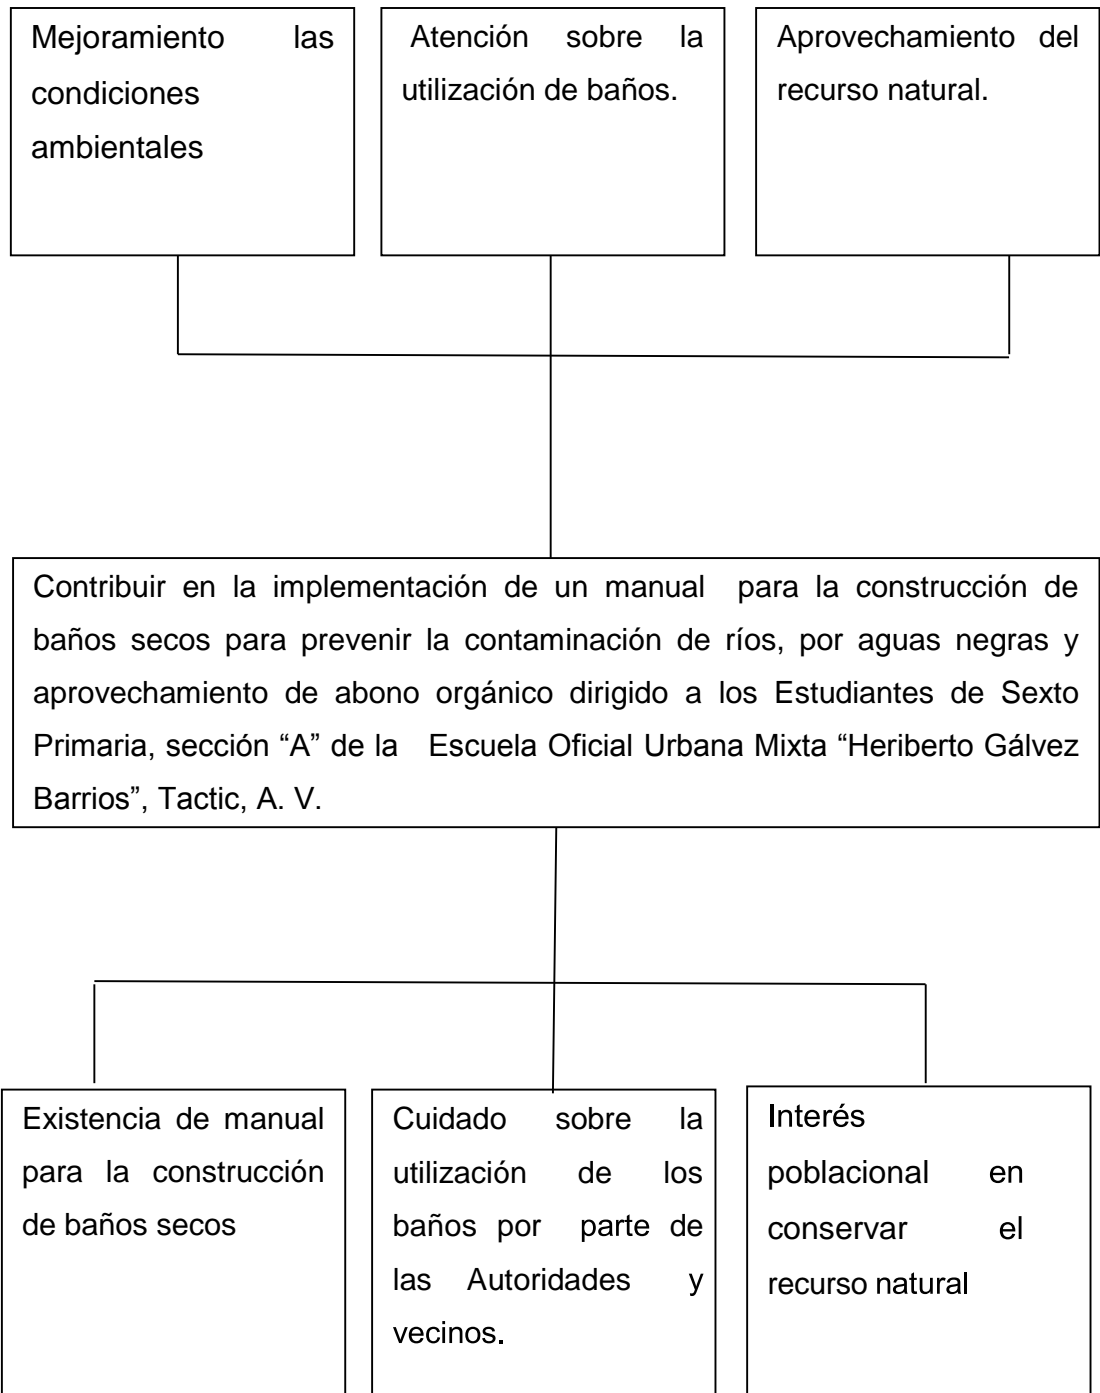 Mejoramiento las
condiciones
ambientales
Atención sobre la
utilización de baños.
Aprovechamiento del
recurso natural.
Contribuir en la implementación de un manual para la construcción de
baños secos para prevenir la contaminación de ríos, por aguas negras y
aprovechamiento de abono orgánico dirigido a los Estudiantes de Sexto
Primaria, sección “A” de la Escuela Oficial Urbana Mixta “Heriberto Gálvez
Barrios”, Tactic, A. V.
Existencia de manual
para la construcción
de baños secos
Cuidado sobre la
utilización de los
baños por parte de
las Autoridades y
vecinos.
Interés
poblacional en
conservar el
recurso natural